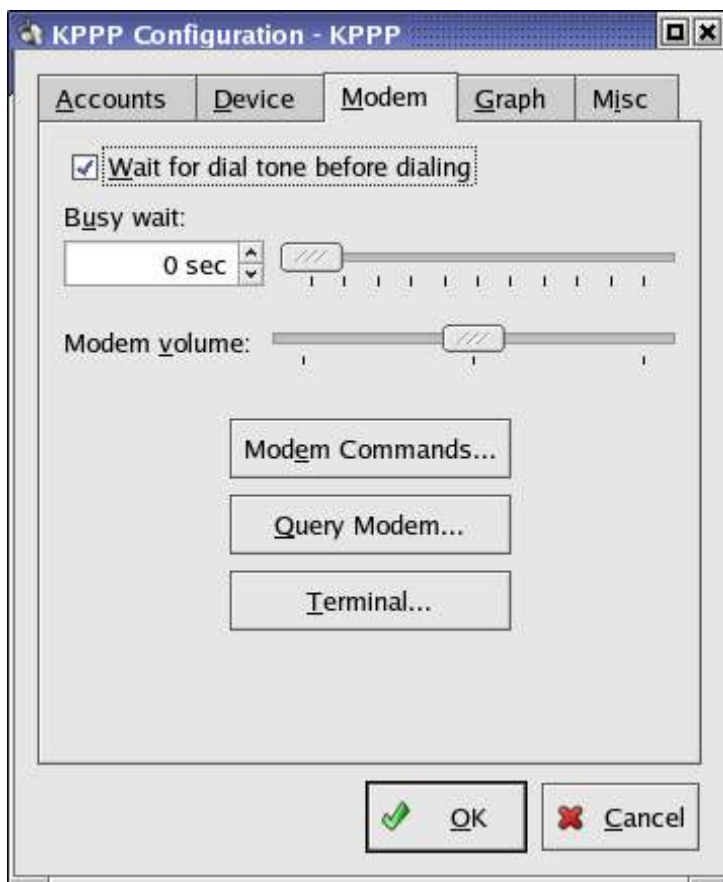 KPPP Configuration - KPPP
Accounts Device Modem Graph Misc
Wait for dial tone before dialing
Busy wait:
0 sec
Modem volume:
Modem Commands...
Query Modem...
Terminal...
OK Cancel